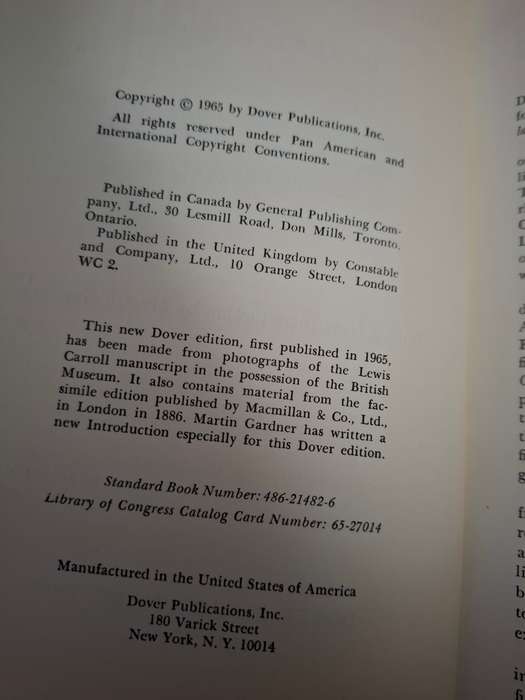 Copyright © 1965 by Dover Publications, Inc.
All rights reserved under Pan American and
International Copyright Conventions.
Published in Canada by General Publishing Com-
pany, Ltd., 30 Lesmill Road, Don Mills, Toronto,
Ontario.
Published in the United Kingdom by Constable
and Company, Ltd., 10 Orange Street, London
WC 2.
This new Dover edition, first published in 1965,
has been made from photographs of the Lewis
Carroll manuscript in the possession of the British
Museum. It also contains material from the fac-
simile edition published by Macmillan & Co., Ltd.,
in London in 1886. Martin Gardner has written a
new Introduction especially for this Dover edition.
Standard Book Number: 486-21482-6
Library of Congress Catalog Card Number: 65-27014
Manufactured in the United States of America
Dover Publications, Inc.
180 Varick Street
New York, N. Y. 10014